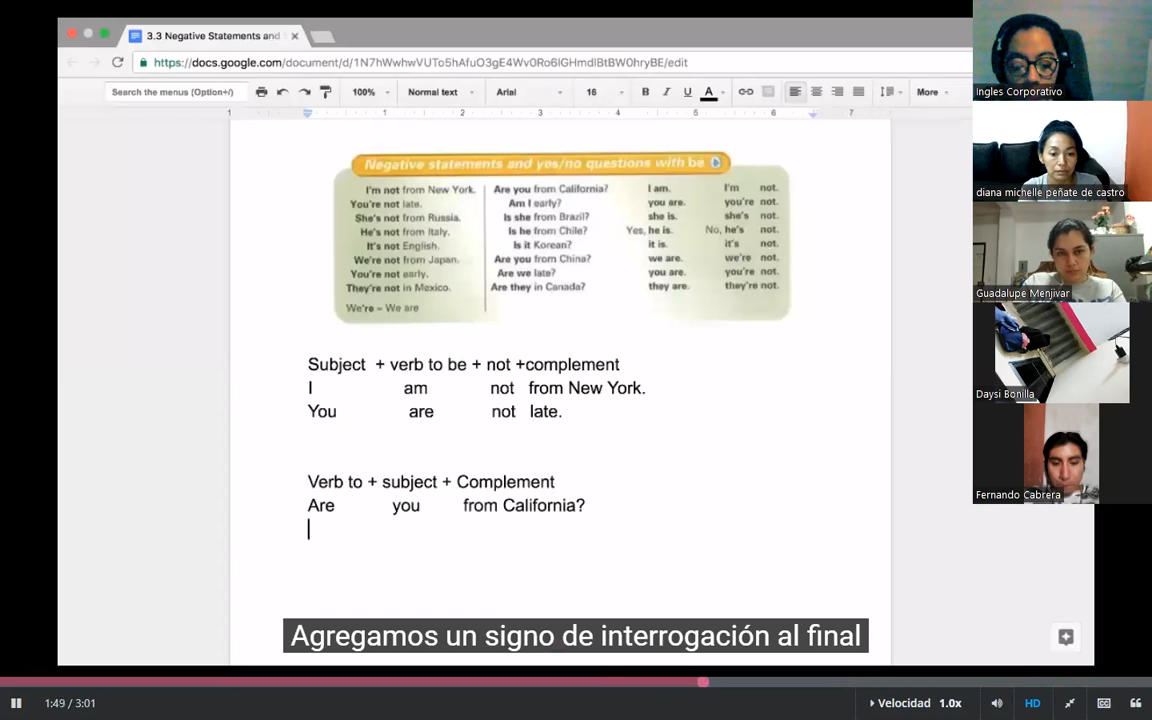 3.3 Negative Statements and
https://docs.google.com/document/d/1N7hWwhwVUTo5hAfuO3gE4Wv0Ro6lGHmdlBtBW0hryBE/edit
Search the menus (Option+/)
100%
Normal text
Arial
16
B I U A
More
1 1 2 3 4 5 6 7
Negative statements and yes/no questions with be
I'm not from New York. Are you from California? I am. I'm not.
You're not late. Am I early? you are. you're not.
She's not from Russia. Is she from Brazil? she is. she's not.
He's not from Italy. Is he from Chile? Yes, he is. No, he's not.
It's not English. Is it Korean? it is. it's not.
We're not from Japan. Are you from China? we are. we're not.
You're not early. Are we late? you are. you're not.
They're not in Mexico. Are they in Canada? they are. they're not.
We're = We are
Subject + verb to be + not +complement
I am not from New York.
You are not late.
Verb to + subject + Complement
Are you from California?
Agregamos un signo de interrogación al final
Ingles Corporativo
diana michelle peñate de castro
Guadalupe Menjivar
Daysi Bonilla
Fernando Cabrera
1:49 / 3:01
Velocidad 1.0x
HD